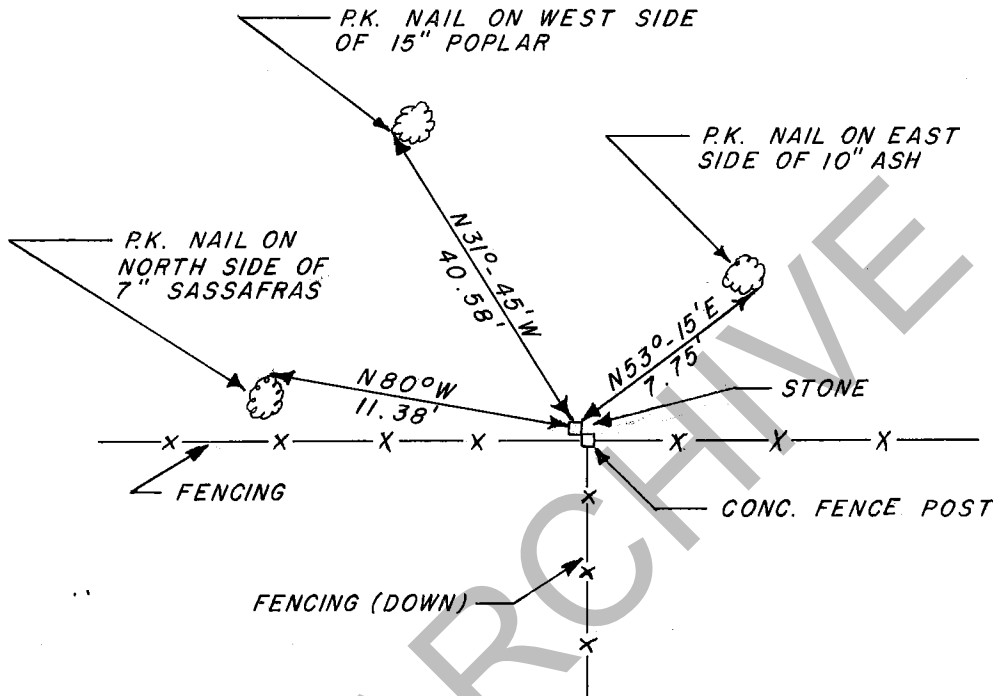 P.K. NAIL ON WEST SIDE
OF 15" POPLAR
P.K. NAIL ON EAST
SIDE OF 10" ASH
P.K. NAIL ON
NORTH SIDE OF
7" SASSAFRAS
N31°-45'W
40.58'
N53°-15'E
7.75'
N80°W
11.38'
STONE
FENCING
CONC. FENCE POST
FENCING (DOWN)
RCHIVE